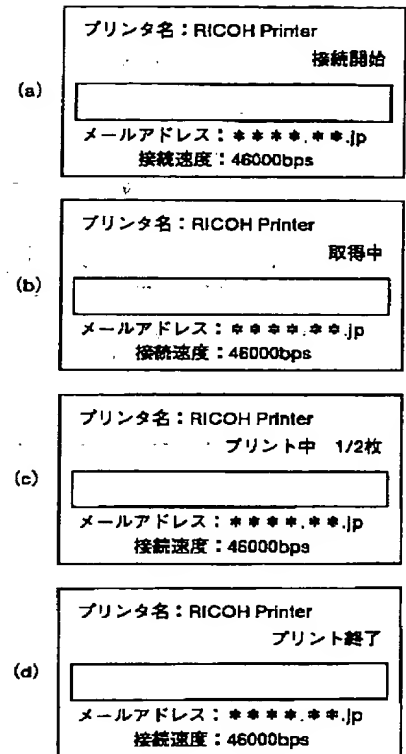 (a)
プリンタ名：RICOH Printer
接続開始
メールアドレス：＊＊＊＊.＊＊.jp
接続速度：46000bps
(b)
プリンタ名：RICOH Printer
取得中
メールアドレス：＊＊＊＊.＊＊.jp
接続速度：46000bps
(c)
プリンタ名：RICOH Printer
プリント中 1/2枚
メールアドレス：＊＊＊＊.＊＊.jp
接続速度：46000bps
(d)
プリンタ名：RICOH Printer
プリント終了
メールアドレス：＊＊＊＊.＊＊.jp
接続速度：46000bps